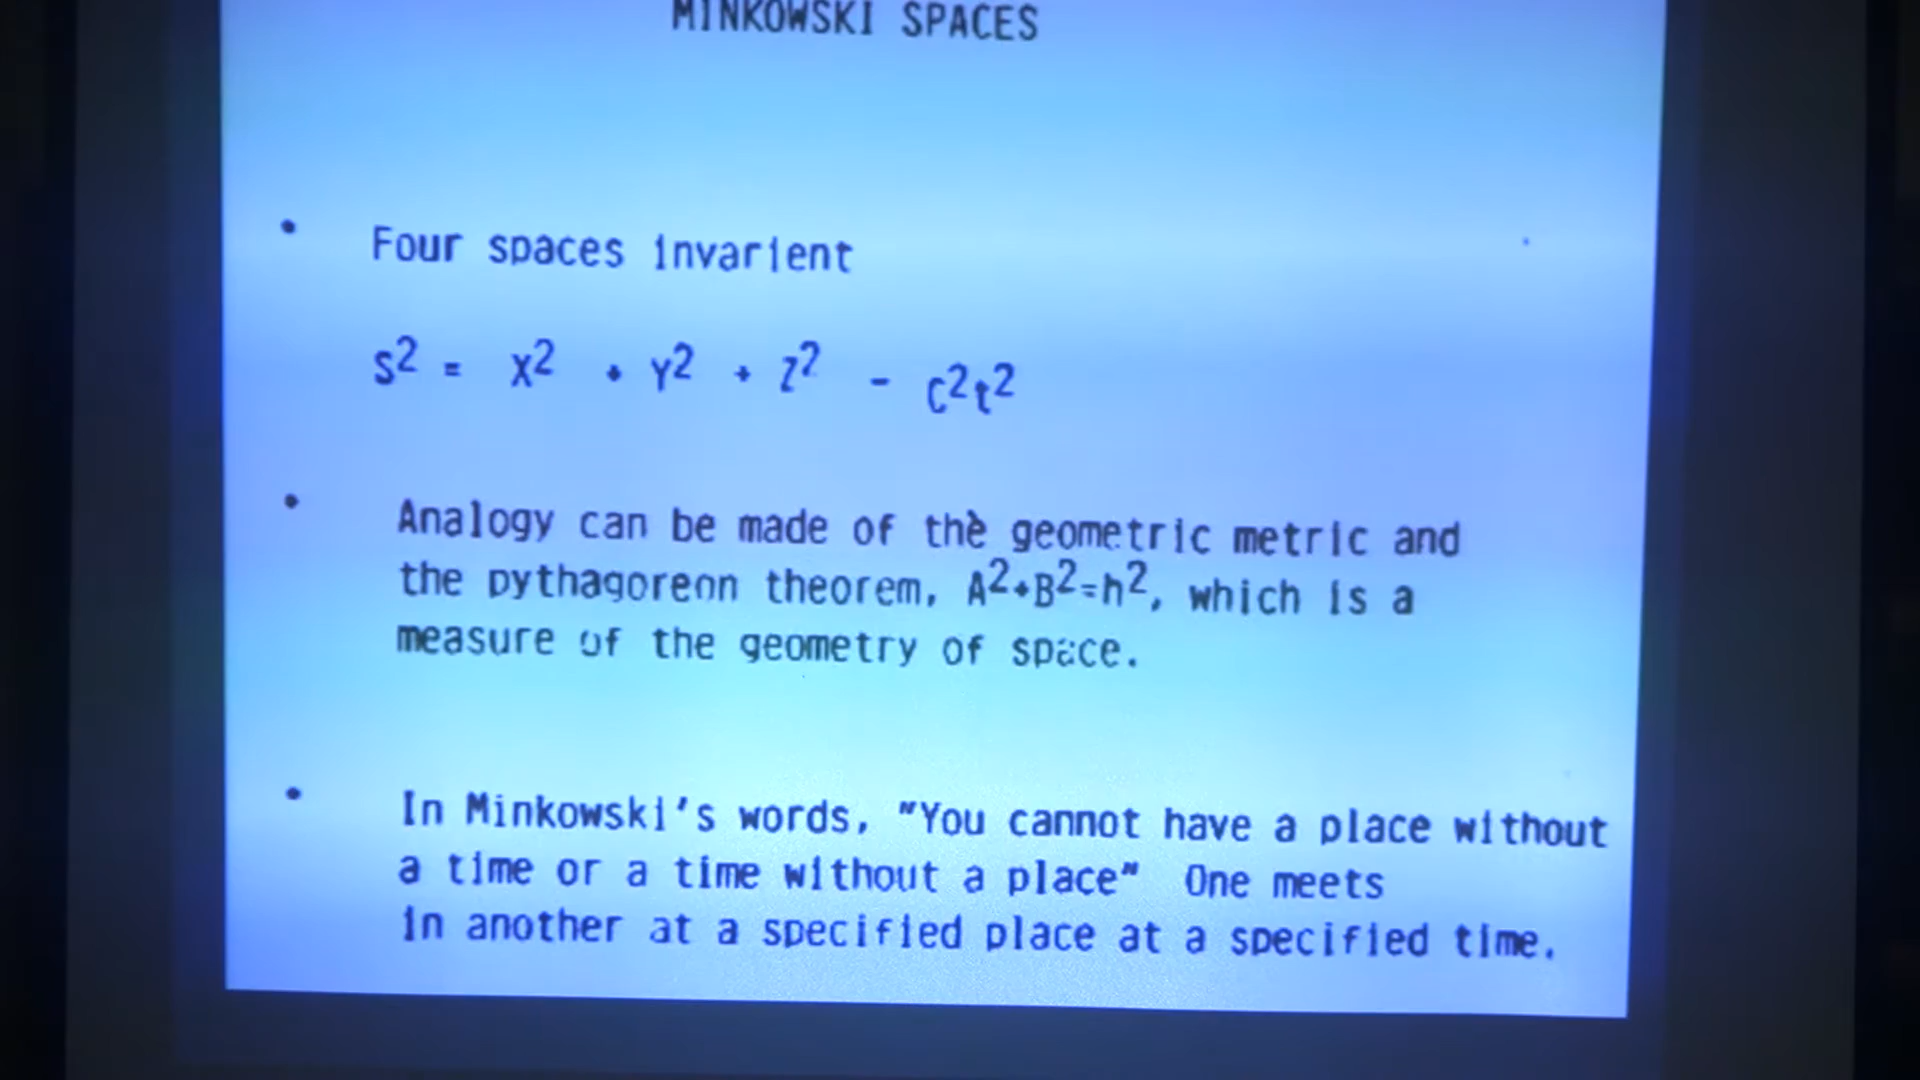 MINKOWSKI SPACES
• Four spaces invarient
S² = X² + Y² + Z² - C²t²
• Analogy can be made of the geometric metric and
the pythagoreon theorem, A²+B²=h², which is a
measure of the geometry of space.
• In Minkowski's words, "You cannot have a place without
a time or a time without a place" One meets
in another at a specified place at a specified time.